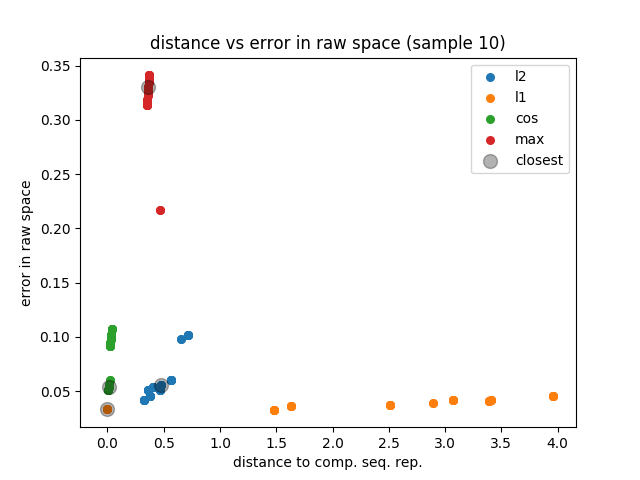 distance vs error in raw space (sample 10)
0.35
0.30
0.25
0.20
0.15
0.10
0.05
error in raw space
l2
l1
cos
max
closest
0.0 0.5 1.0 1.5 2.0 2.5 3.0 3.5 4.0
distance to comp. seq. rep.